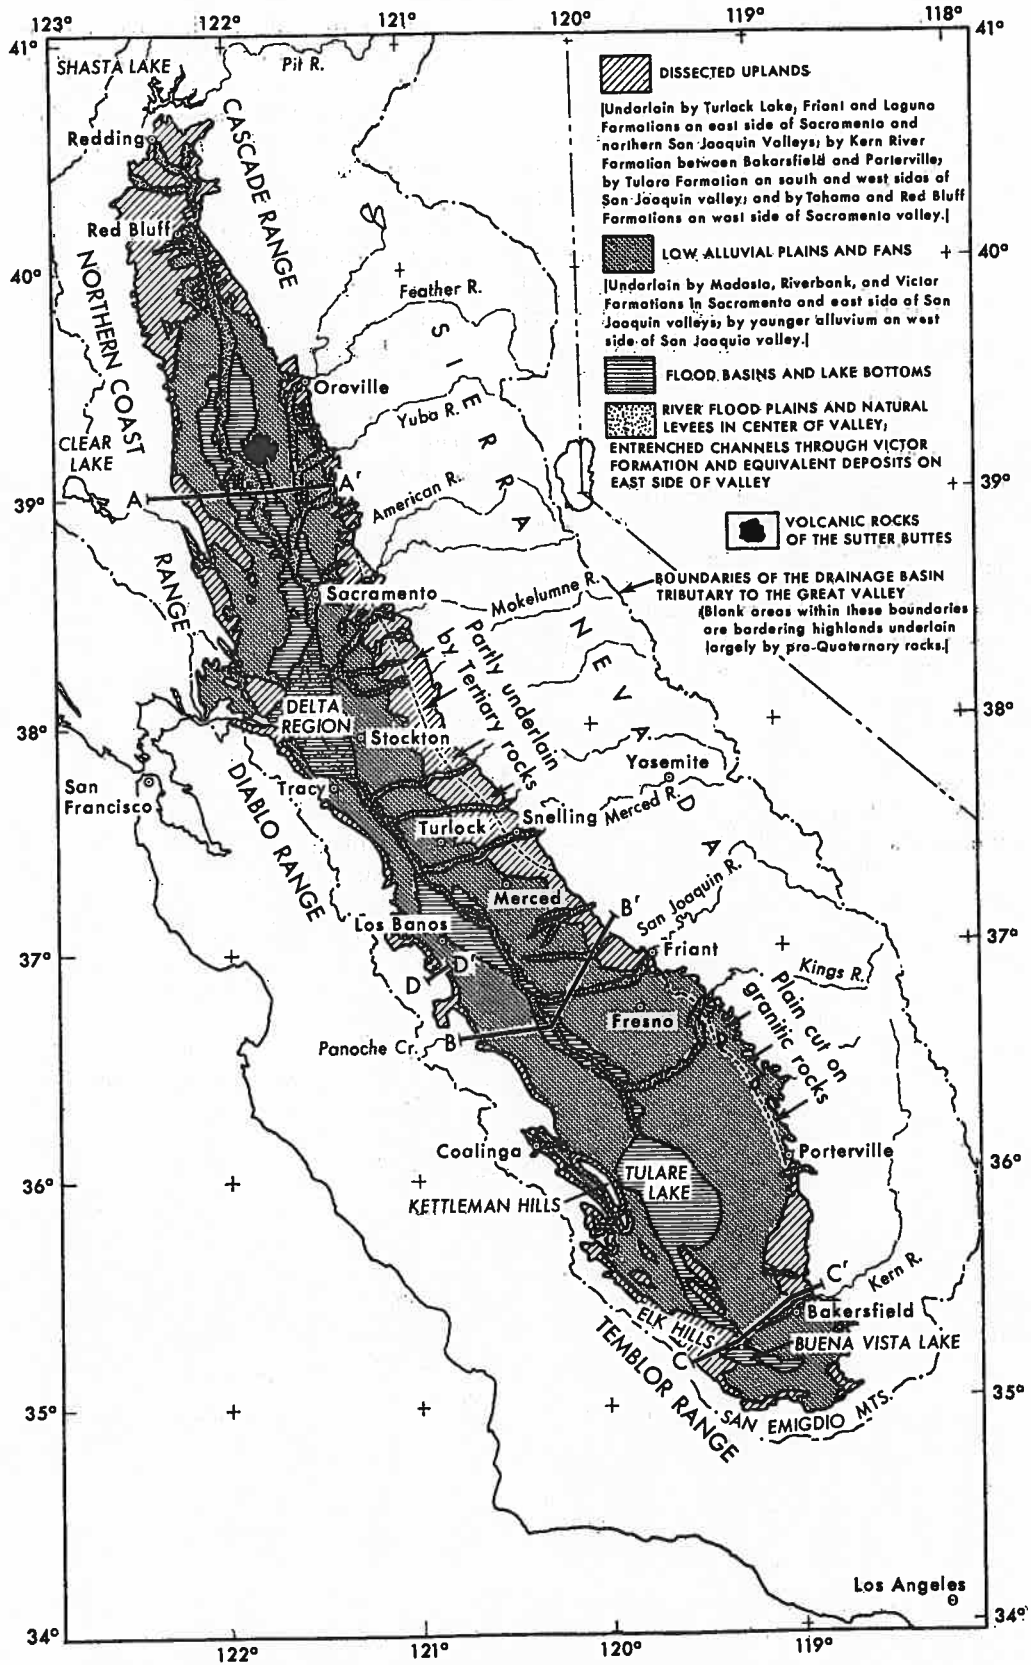 123° 122° 121° 120° 119° 118°
41° 41°
SHASTA LAKE
Pit R.
DISSECTED UPLANDS
|Underlain by Turlock Lake, Friant and Laguna
Formations on east side of Sacramento and
northern San Joaquin Valleys; by Kern River
Formation between Bakersfield and Porterville;
by Tulare Formation on south and west sides of
San Joaquin valley; and by Tehama and Red Bluff
Formations on west side of Sacramento valley.|
Redding
CASCADE RANGE
Red Bluff
NORTHERN COAST
RANGE
40° 40°
LOW ALLUVIAL PLAINS AND FANS
|Underlain by Modesto, Riverbank, and Victor
Formations in Sacramento and east side of San
Joaquin valleys; by younger alluvium on west
side of San Joaquin valley.|
Feather R.
SIERRA
NEVADA
FLOOD BASINS AND LAKE BOTTOMS
Oroville
RIVER FLOOD PLAINS AND NATURAL
LEVEES IN CENTER OF VALLEY;
ENTRENCHED CHANNELS THROUGH VICTOR
FORMATION AND EQUIVALENT DEPOSITS ON
EAST SIDE OF VALLEY
Yuba R.
CLEAR
LAKE
A A'
39° 39°
American R.
VOLCANIC ROCKS
OF THE SUTTER BUTTES
BOUNDARIES OF THE DRAINAGE BASIN
TRIBUTARY TO THE GREAT VALLEY
(Blank areas within these boundaries
are bordering highlands underlain
largely by pre-Quaternary rocks.|
Sacramento
Mokelumne R.
Partly underlain
by Tertiary rocks
DELTA
REGION
38° 38°
Stockton
San
Francisco
Tracy
DIABLO RANGE
Yosemite
Merced R.
Snelling
Turlock
Merced
San Joaquin R.
B'
Los Banos
37° 37°
Friant
D D'
Kings R.
Plain cut on
granitic rocks
Fresno
Panoche Cr.
B
Coalinga
Porterville
36° 36°
TULARE
LAKE
KETTLEMAN HILLS
C'
Kern R.
Bakersfield
ELK HILLS
BUENA VISTA LAKE
C
TEMBLOR RANGE
35° 35°
SAN EMIGDIO MTS.
Los Angeles
34° 34°
122° 121° 120° 119°